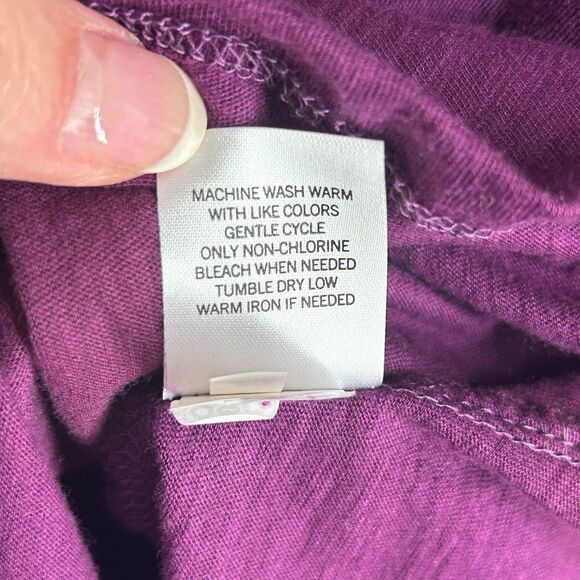 MACHINE WASH WARM
WITH LIKE COLORS
GENTLE CYCLE
ONLY NON-CHLORINE
BLEACH WHEN NEEDED
TUMBLE DRY LOW
WARM IRON IF NEEDED